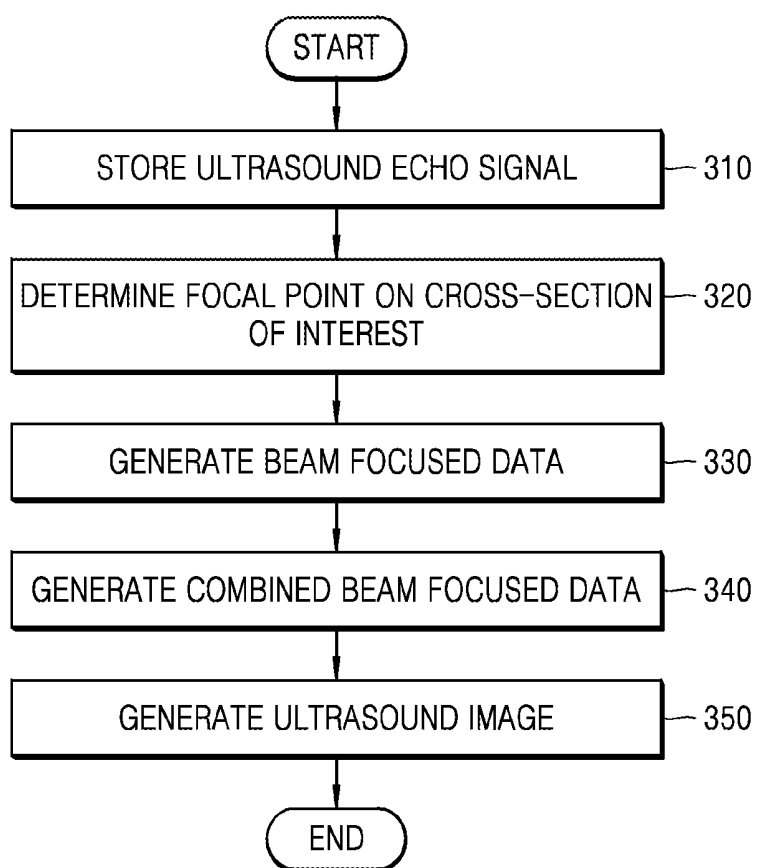 START
STORE ULTRASOUND ECHO SIGNAL
310
DETERMINE FOCAL POINT ON CROSS-SECTION
OF INTEREST
320
GENERATE BEAM FOCUSED DATA
330
GENERATE COMBINED BEAM FOCUSED DATA
340
GENERATE ULTRASOUND IMAGE
350
END